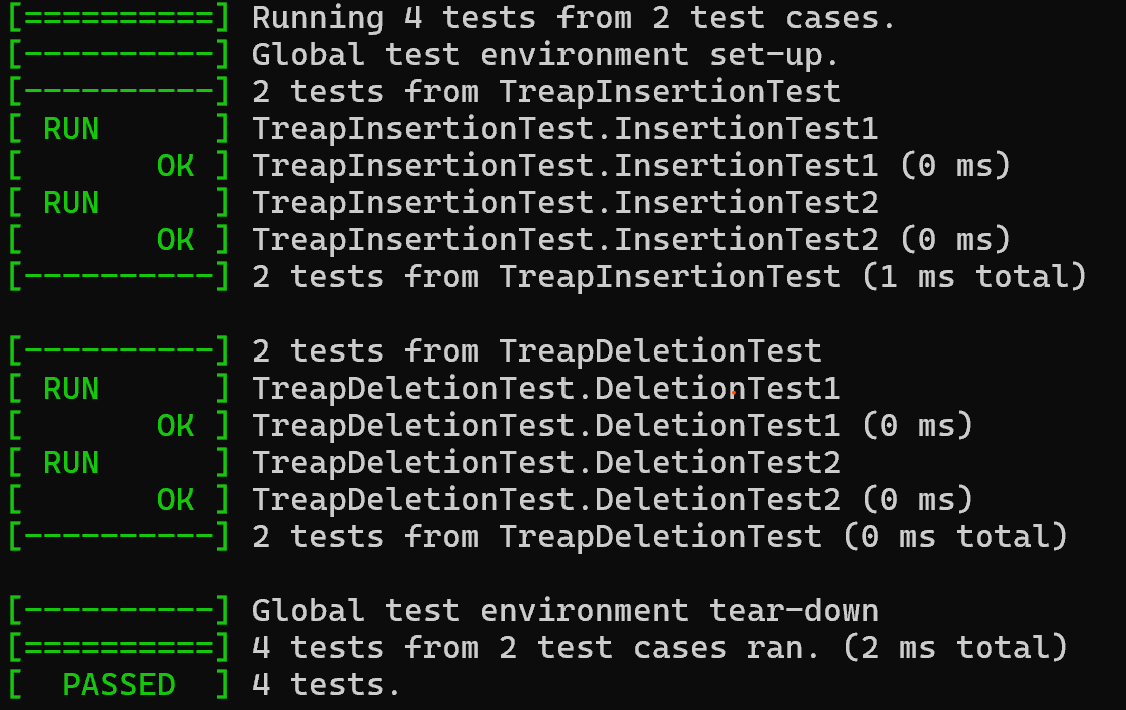 [==========] Running 4 tests from 2 test cases.
[----------] Global test environment set-up.
[----------] 2 tests from TreapInsertionTest
[ RUN      ] TreapInsertionTest.InsertionTest1
[       OK ] TreapInsertionTest.InsertionTest1 (0 ms)
[ RUN      ] TreapInsertionTest.InsertionTest2
[       OK ] TreapInsertionTest.InsertionTest2 (0 ms)
[----------] 2 tests from TreapInsertionTest (1 ms total)

[----------] 2 tests from TreapDeletionTest
[ RUN      ] TreapDeletionTest.DeletionTest1
[       OK ] TreapDeletionTest.DeletionTest1 (0 ms)
[ RUN      ] TreapDeletionTest.DeletionTest2
[       OK ] TreapDeletionTest.DeletionTest2 (0 ms)
[----------] 2 tests from TreapDeletionTest (0 ms total)

[----------] Global test environment tear-down
[==========] 4 tests from 2 test cases ran. (2 ms total)
[  PASSED  ] 4 tests.